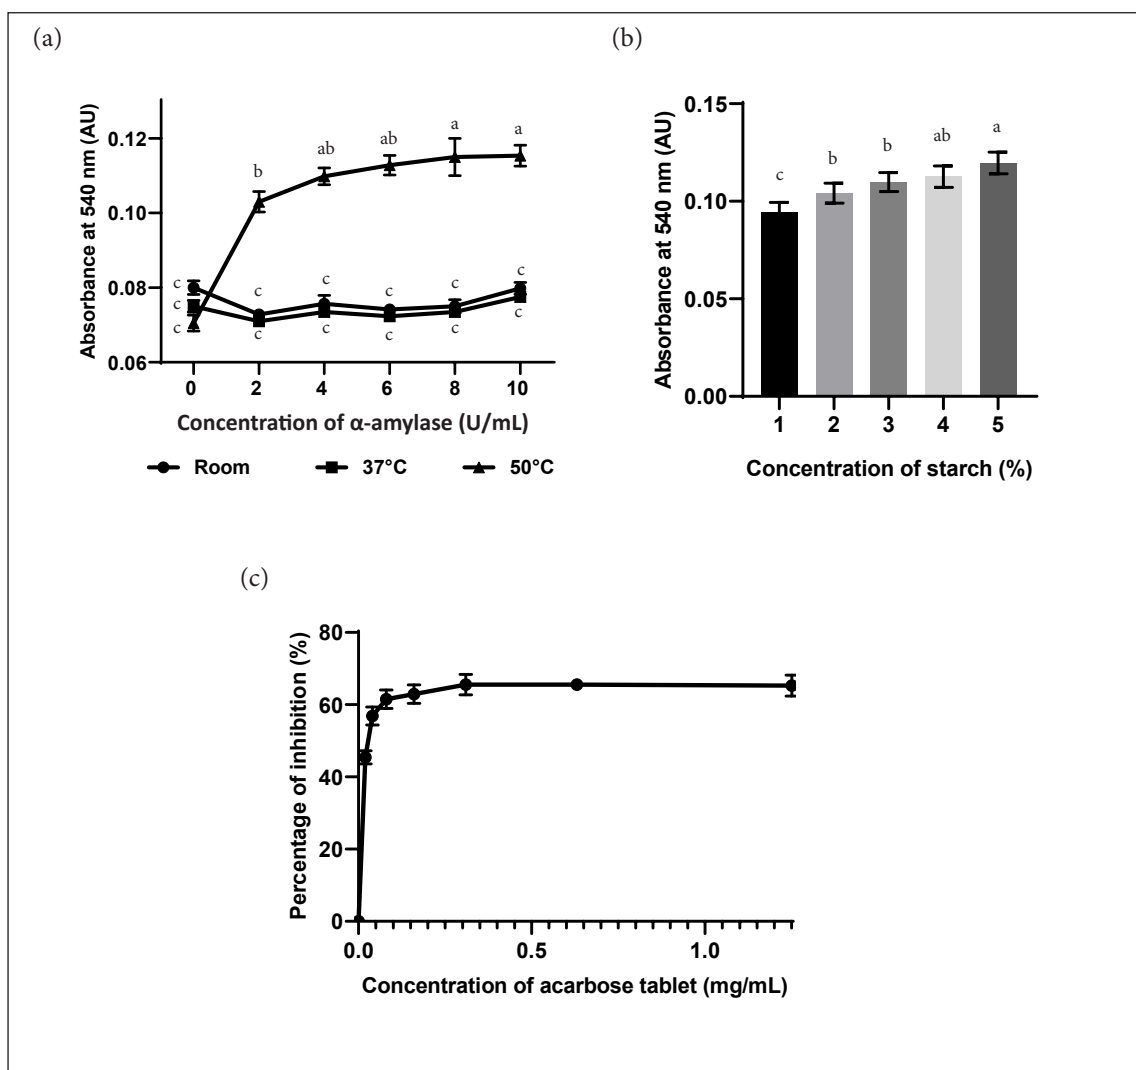 (a)
Absorbance at 540 nm (AU)
0.12
0.10
0.08
0.06
b
ab
ab
a
a
c
c
c
c
c
c
c
c
c
c
c
c
c
0
2
4
6
8
10
Concentration of α-amylase (U/mL)
Room
37°C
50°C
(b)
Absorbance at 540 nm (AU)
0.15
0.10
0.05
0.00
c
b
b
ab
a
1
2
3
4
5
Concentration of starch (%)
(c)
Percentage of inhibition (%)
80
60
40
20
0
0.0
0.5
1.0
Concentration of acarbose tablet (mg/mL)